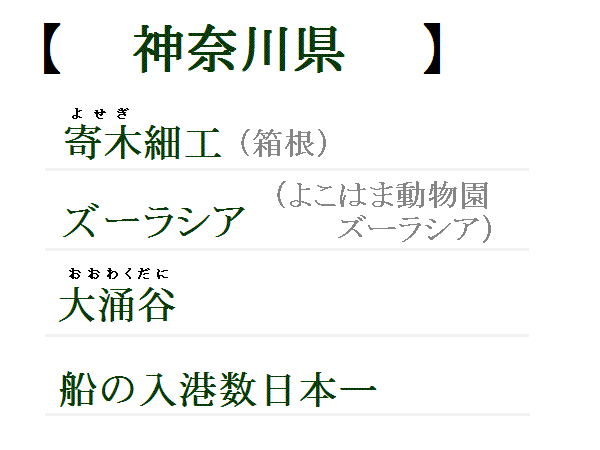 【 神奈川県 】
よせぎ
寄木細工（箱根）
ズーラシア（よこはま動物園
ズーラシア）
おおわくだに
大涌谷
船の入港数日本一